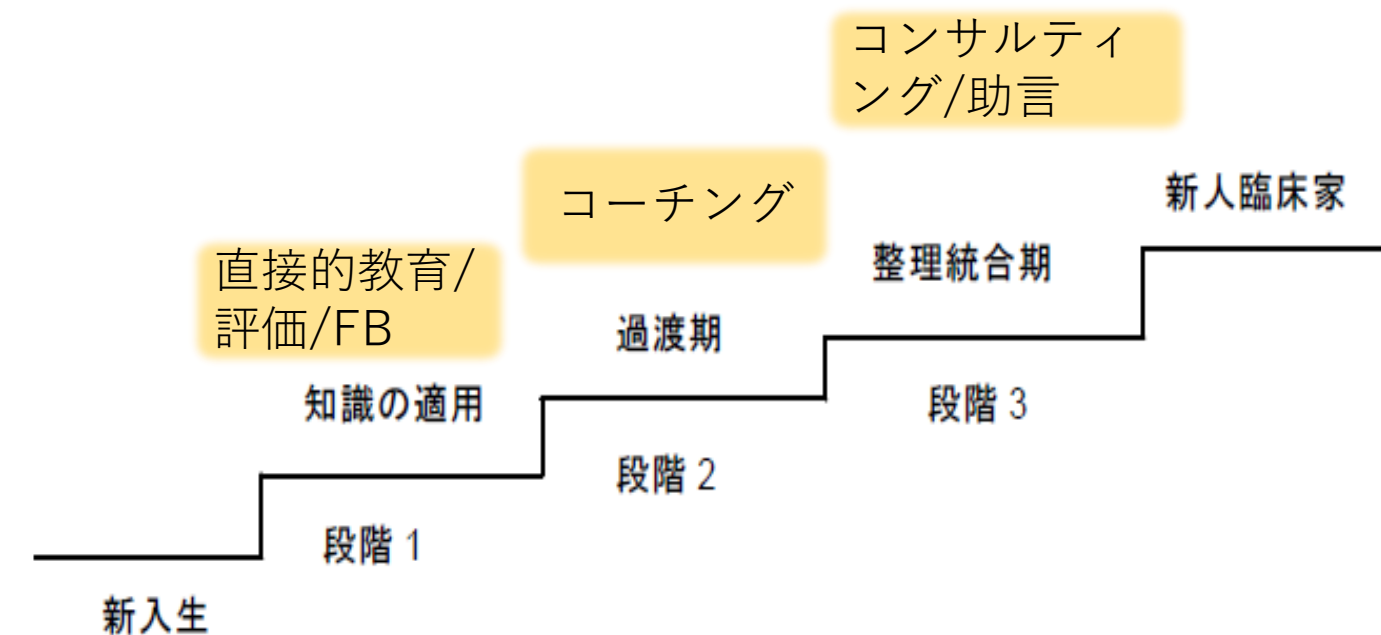 コンサルティ
ング/助言
新人臨床家
コーチング
整理統合期
直接的教育/
評価/FB
過渡期
知識の適用
段階 3
段階 2
段階 1
新入生